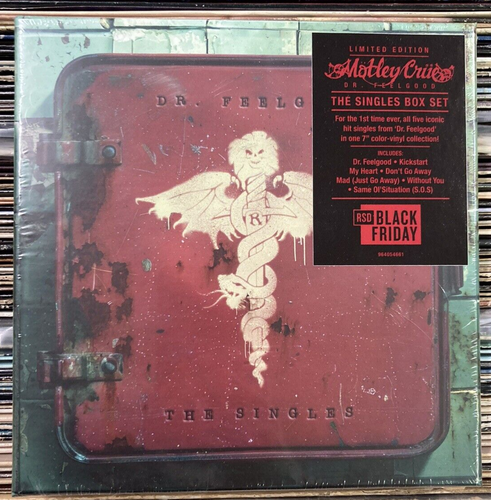 LIMITED EDITION
Mötley Crüe
DR. FEELGOOD
THE SINGLES BOX SET
For the 1st time ever, all five iconic
hit singles from 'Dr. Feelgood'
in one 7" color-vinyl collection!
INCLUDES:
Dr. Feelgood • Kickstart
My Heart • Don't Go Away
Mad (Just Go Away) • Without You
• Same Ol'Situation (S.O.S)
RSD BLACK
FRIDAY
DR. FEELG
R
THE SINGLES